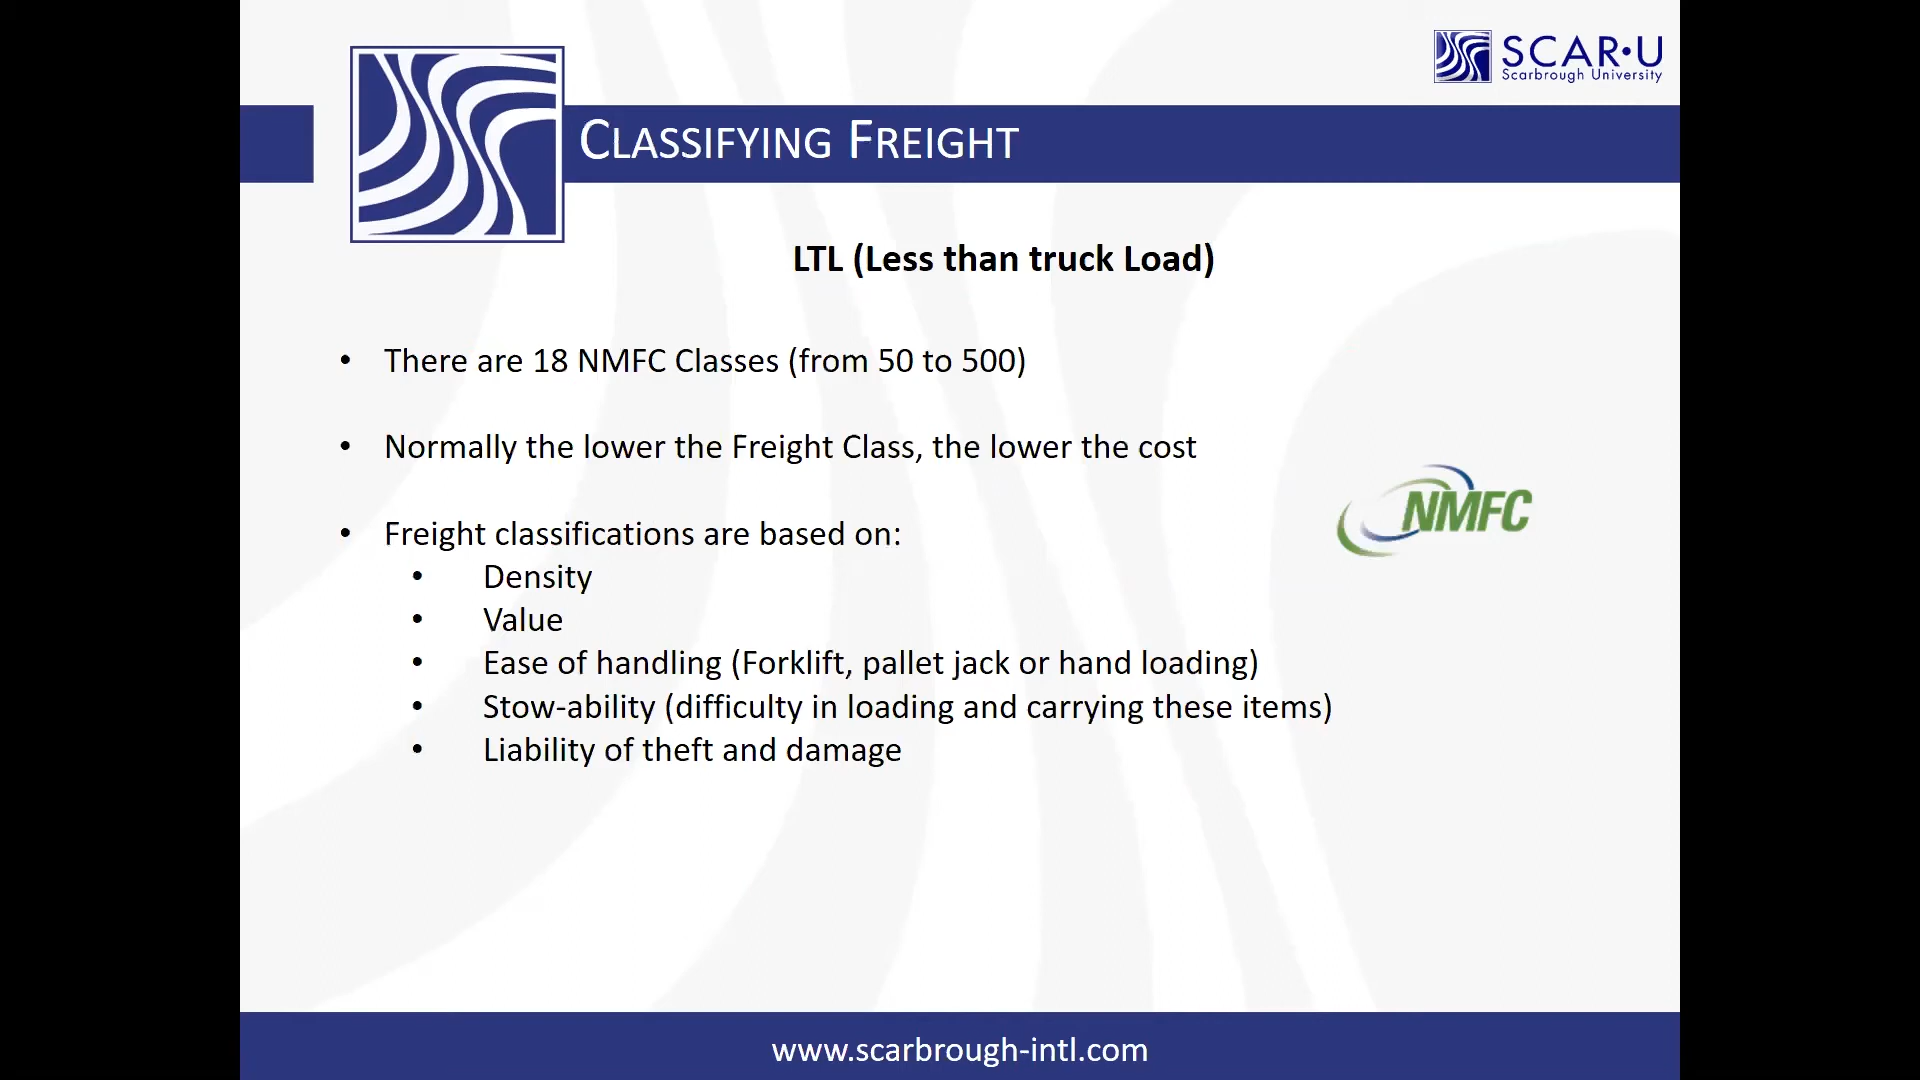 SCAR•U
Scarbrough University
CLASSIFYING FREIGHT
LTL (Less than truck Load)
• There are 18 NMFC Classes (from 50 to 500)
• Normally the lower the Freight Class, the lower the cost
NMFC
• Freight classifications are based on:
• Density
• Value
• Ease of handling (Forklift, pallet jack or hand loading)
• Stow-ability (difficulty in loading and carrying these items)
• Liability of theft and damage
www.scarbrough-intl.com